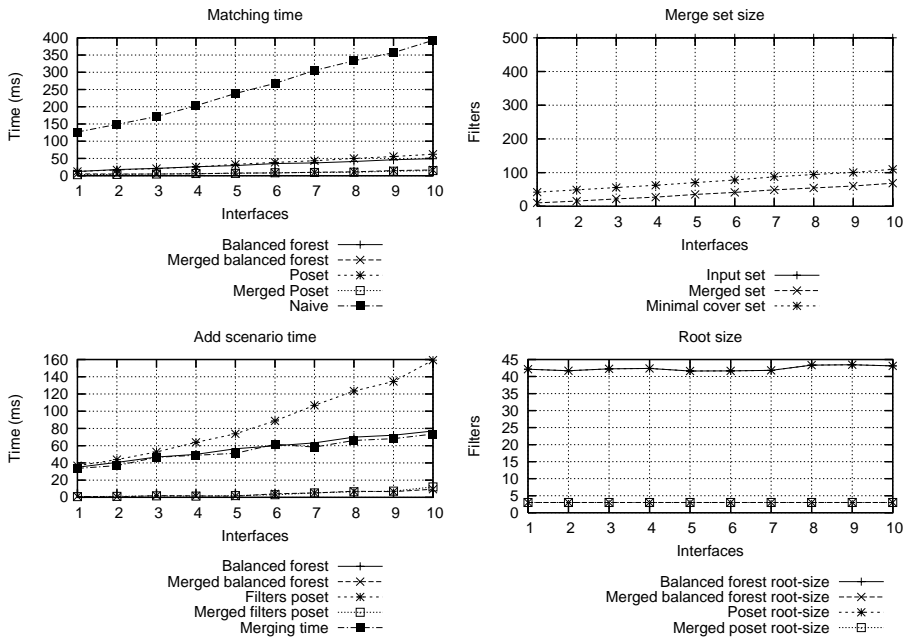 Matching time
Time (ms)
400
350
300
250
200
150
100
50
0
1 2 3 4 5 6 7 8 9 10
Interfaces
Balanced forest
Merged balanced forest
Poset
Merged Poset
Naive
Merge set size
Filters
500
400
300
200
100
0
1 2 3 4 5 6 7 8 9 10
Interfaces
Input set
Merged set
Minimal cover set
Add scenario time
Time (ms)
160
140
120
100
80
60
40
20
0
1 2 3 4 5 6 7 8 9 10
Interfaces
Balanced forest
Merged balanced forest
Filters poset
Merged filters poset
Merging time
Root size
Filters
45
40
35
30
25
20
15
10
5
0
1 2 3 4 5 6 7 8 9 10
Interfaces
Balanced forest root-size
Merged balanced forest root-size
Poset root-size
Merged poset root-size